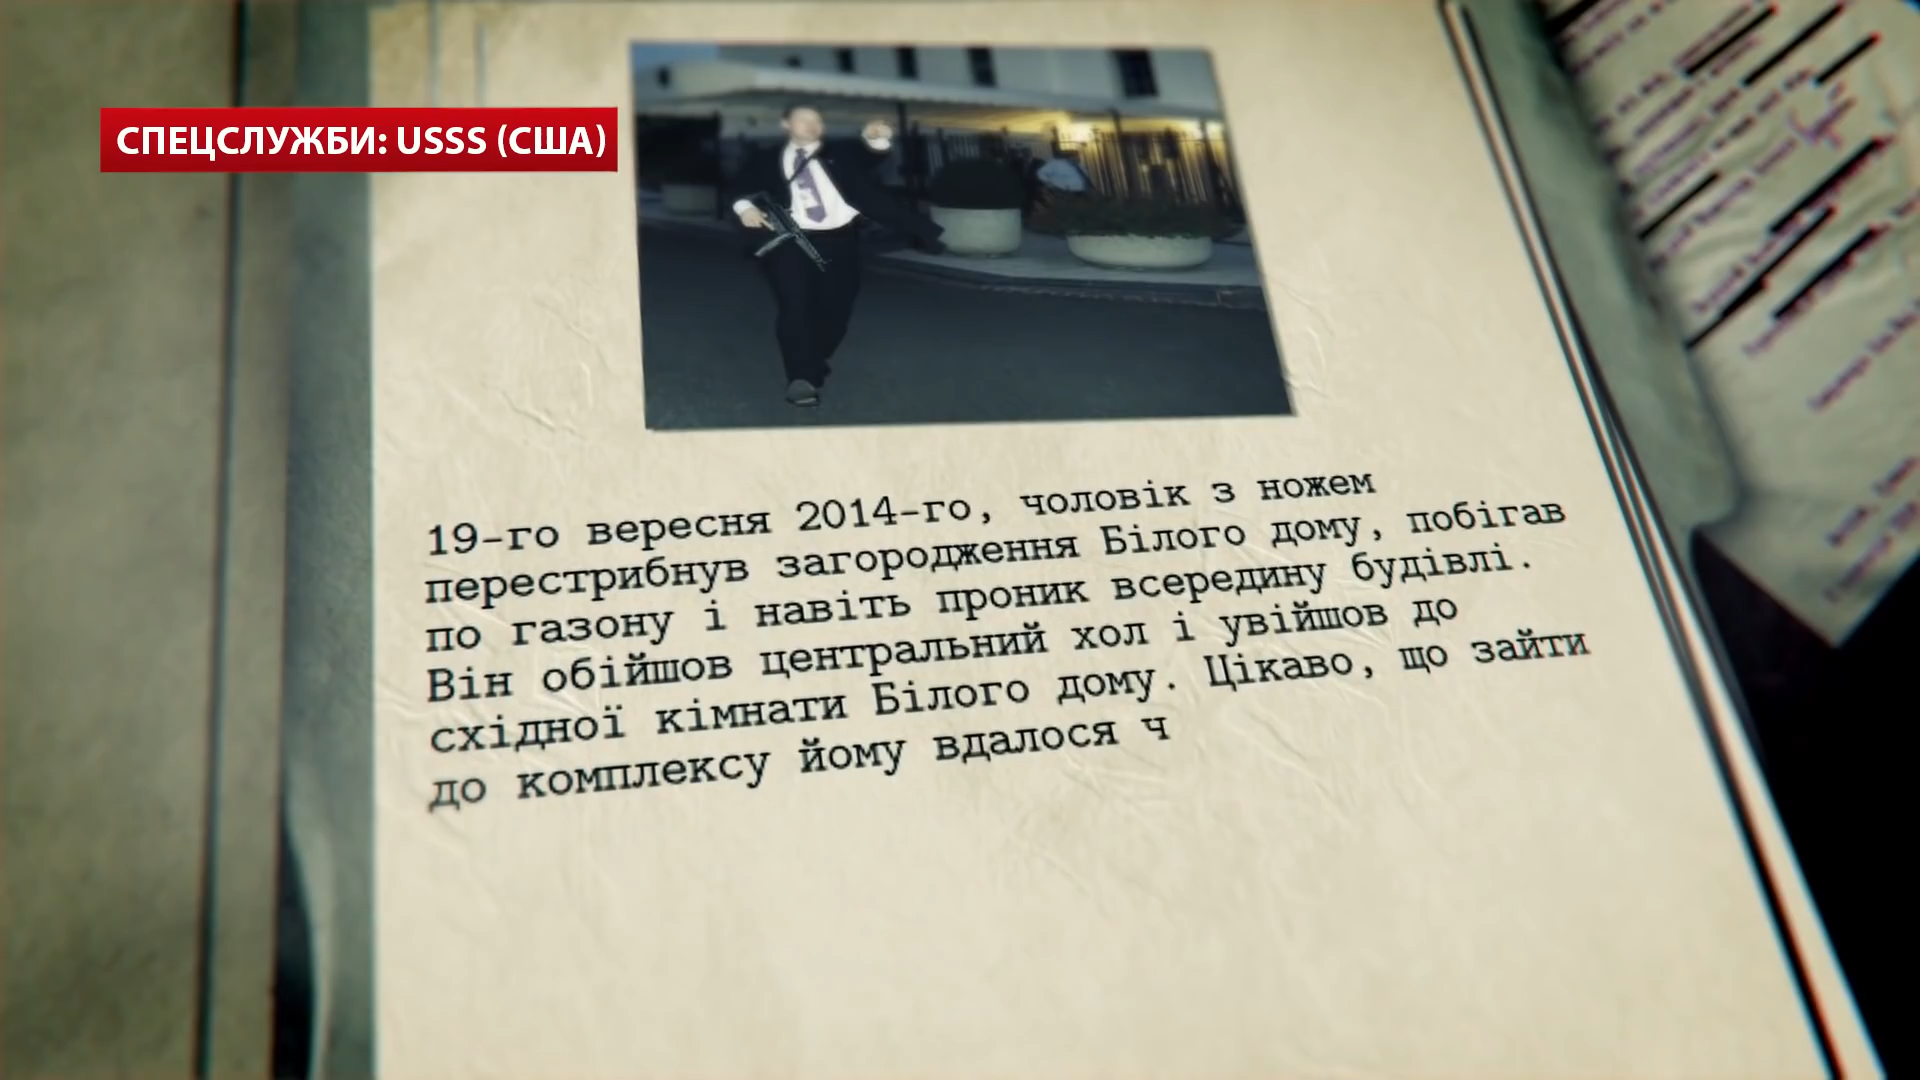 СПЕЦСЛУЖБИ: USSS (США)
19-го вересня 2014-го, чоловік з ножем
перестрибнув загородження Білого дому, побігав
по газону і навіть проник всередину будівлі.
Він обійшов центральний хол і увійшов до
східної кімнати Білого дому. Цікаво, що зайти
до комплексу йому вдалося ч